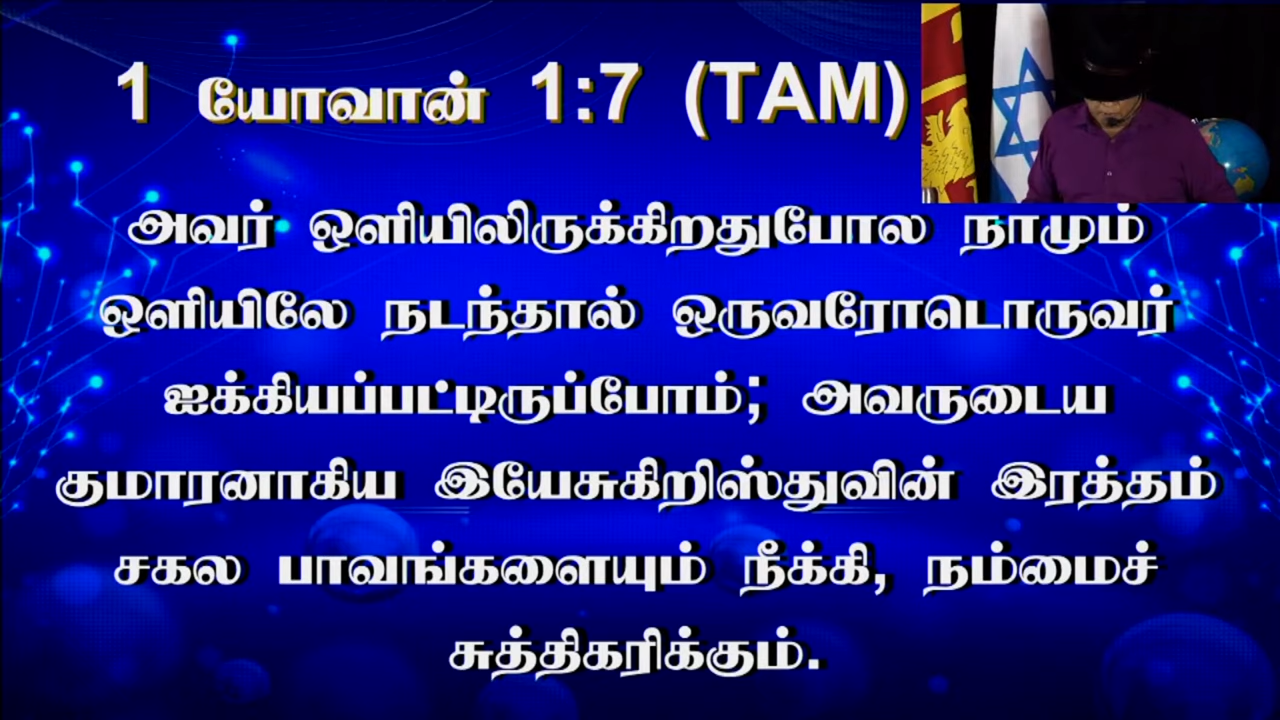 1 யோவான் 1:7 (TAM)
அவர் ஒளியிலிருக்கிறதுபோல நாமும்
ஒளியிலே நடந்தால் ஒருவரோடொருவர்
ஐக்கியப்பட்டிருப்போம்; அவருடைய
குமாரனாகிய இயேசுகிறிஸ்துவின் இரத்தம்
சகல பாவங்களையும் நீக்கி, நம்மைச்
சுத்திகரிக்கும்.